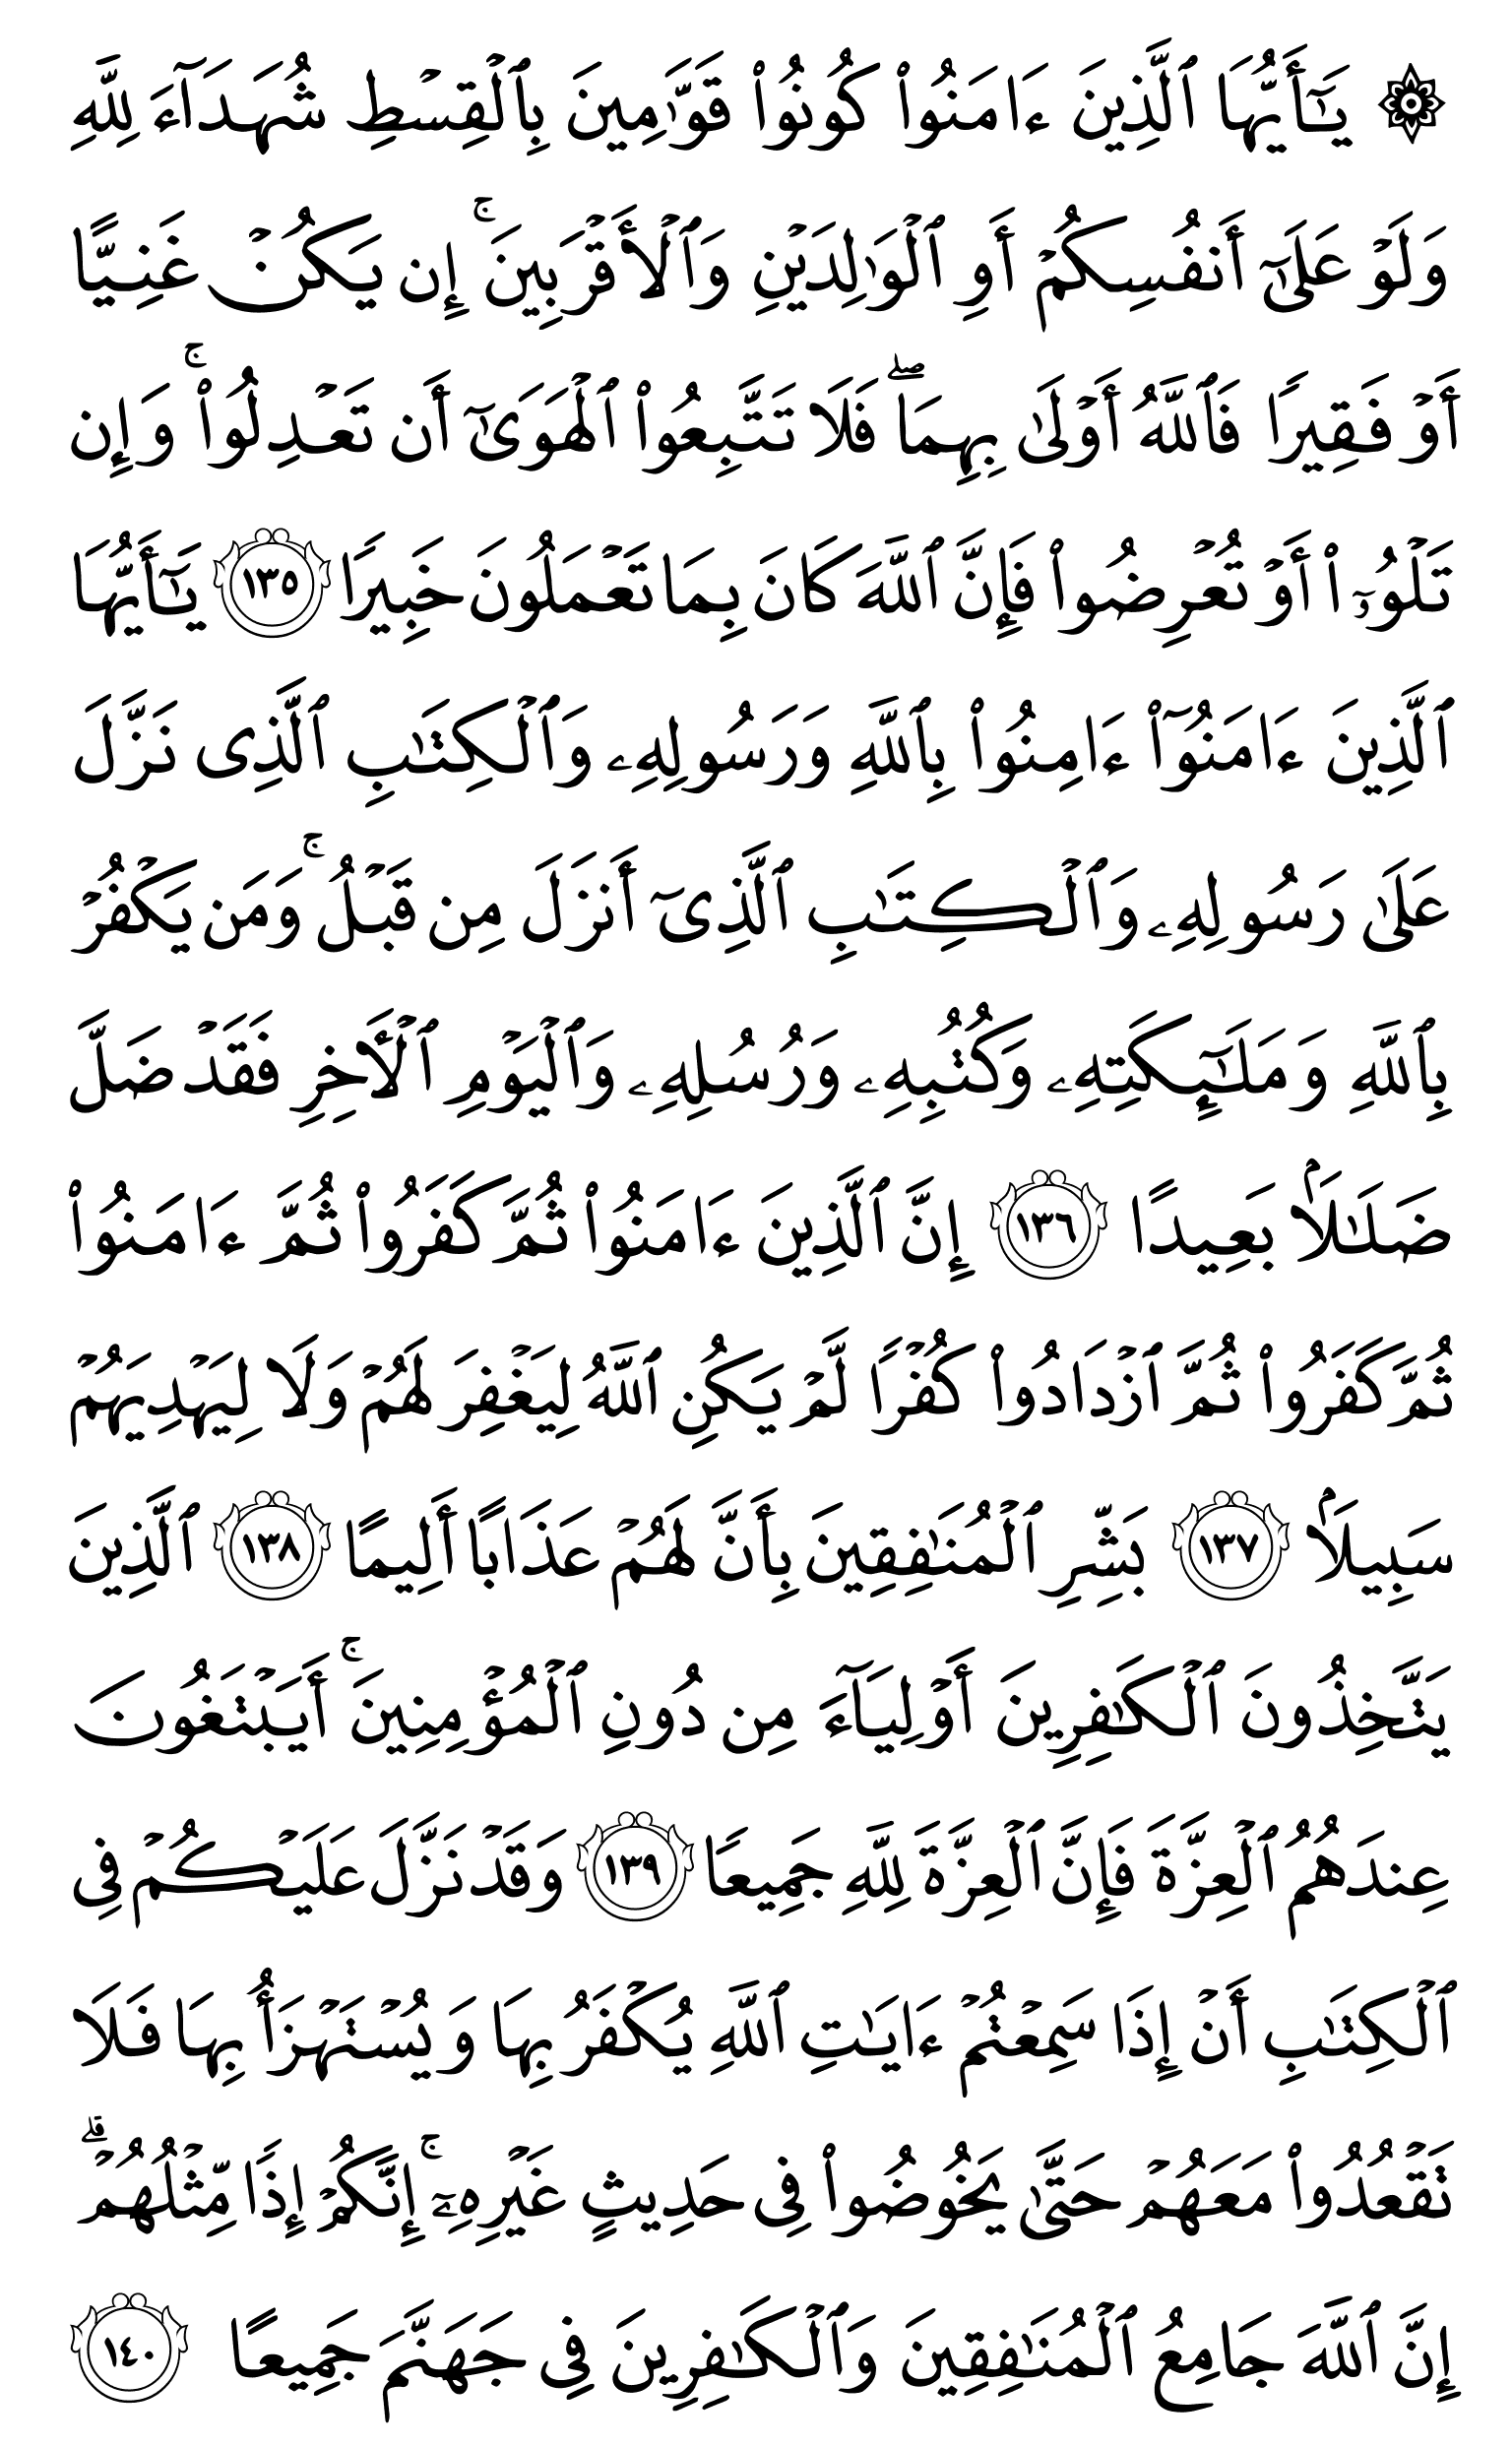 ۞ يَٰٓأَيُّهَا ٱلَّذِينَ ءَامَنُوا۟ كُونُوا۟ قَوَّٰمِينَ بِٱلْقِسْطِ شُهَدَآءَ لِلَّهِ
وَلَوْ عَلَىٰٓ أَنفُسِكُمْ أَوِ ٱلْوَٰلِدَيْنِ وَٱلْأَقْرَبِينَ ۚ إِن يَكُنْ غَنِيًّا
أَوْ فَقِيرًا فَٱللَّهُ أَوْلَىٰ بِهِمَا ۖ فَلَا تَتَّبِعُوا۟ ٱلْهَوَىٰٓ أَن تَعْدِلُوا۟ ۚ وَإِن
تَلْوُۥٓا۟ أَوْ تُعْرِضُوا۟ فَإِنَّ ٱللَّهَ كَانَ بِمَا تَعْمَلُونَ خَبِيرًا ١٣٥ يَٰٓأَيُّهَا
ٱلَّذِينَ ءَامَنُوٓا۟ ءَامِنُوا۟ بِٱللَّهِ وَرَسُولِهِۦ وَٱلْكِتَٰبِ ٱلَّذِى نَزَّلَ
عَلَىٰ رَسُولِهِۦ وَٱلْكِتَٰبِ ٱلَّذِىٓ أَنزَلَ مِن قَبْلُ ۚ وَمَن يَكْفُرْ
بِٱللَّهِ وَمَلَٰٓئِكَتِهِۦ وَكُتُبِهِۦ وَرُسُلِهِۦ وَٱلْيَوْمِ ٱلْـَٔاخِرِ فَقَدْ ضَلَّ
ضَلَٰلًۢا بَعِيدًا ١٣٦ إِنَّ ٱلَّذِينَ ءَامَنُوا۟ ثُمَّ كَفَرُوا۟ ثُمَّ ءَامَنُوا۟
ثُمَّ كَفَرُوا۟ ثُمَّ ٱزْدَادُوا۟ كُفْرًا لَّمْ يَكُنِ ٱللَّهُ لِيَغْفِرَ لَهُمْ وَلَا لِيَهْدِيَهُمْ
سَبِيلًۢا ١٣٧ بَشِّرِ ٱلْمُنَٰفِقِينَ بِأَنَّ لَهُمْ عَذَابًا أَلِيمًا ١٣٨ ٱلَّذِينَ
يَتَّخِذُونَ ٱلْكَٰفِرِينَ أَوْلِيَآءَ مِن دُونِ ٱلْمُؤْمِنِينَ ۚ أَيَبْتَغُونَ
عِندَهُمُ ٱلْعِزَّةَ فَإِنَّ ٱلْعِزَّةَ لِلَّهِ جَمِيعًا ١٣٩ وَقَدْ نَزَّلَ عَلَيْكُمْ فِى
ٱلْكِتَٰبِ أَنْ إِذَا سَمِعْتُمْ ءَايَٰتِ ٱللَّهِ يُكْفَرُ بِهَا وَيُسْتَهْزَأُ بِهَا فَلَا
تَقْعُدُوا۟ مَعَهُمْ حَتَّىٰ يَخُوضُوا۟ فِى حَدِيثٍ غَيْرِهِۦٓ ۚ إِنَّكُمْ إِذًا مِّثْلُهُمْ ۗ
إِنَّ ٱللَّهَ جَامِعُ ٱلْمُنَٰفِقِينَ وَٱلْكَٰفِرِينَ فِى جَهَنَّمَ جَمِيعًا ١٤٠